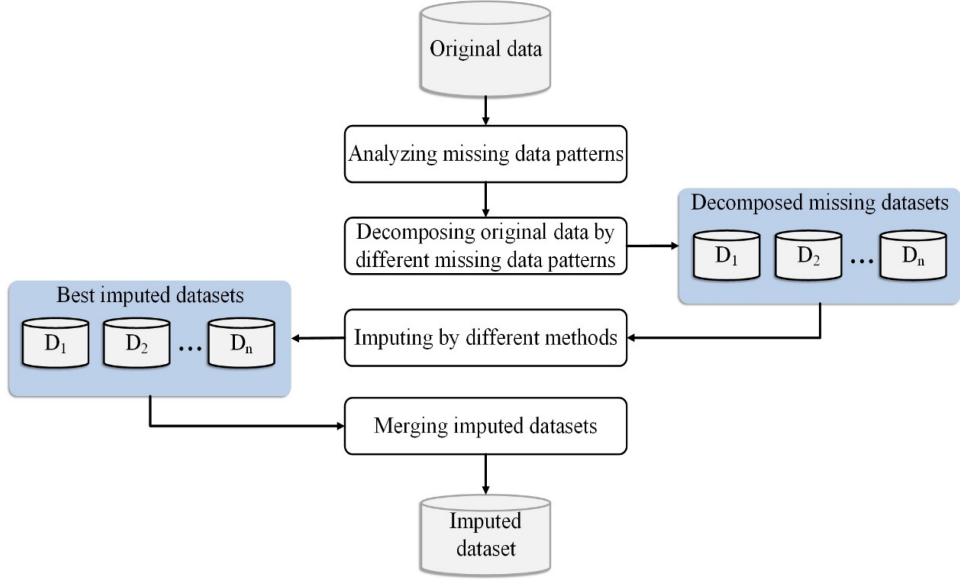 Original data
Analyzing missing data patterns
Decomposing original data by
different missing data patterns
Decomposed missing datasets
D₁ D₂ ... Dₙ
Imputing by different methods
Best imputed datasets
D₁ D₂ ... Dₙ
Merging imputed datasets
Imputed
dataset